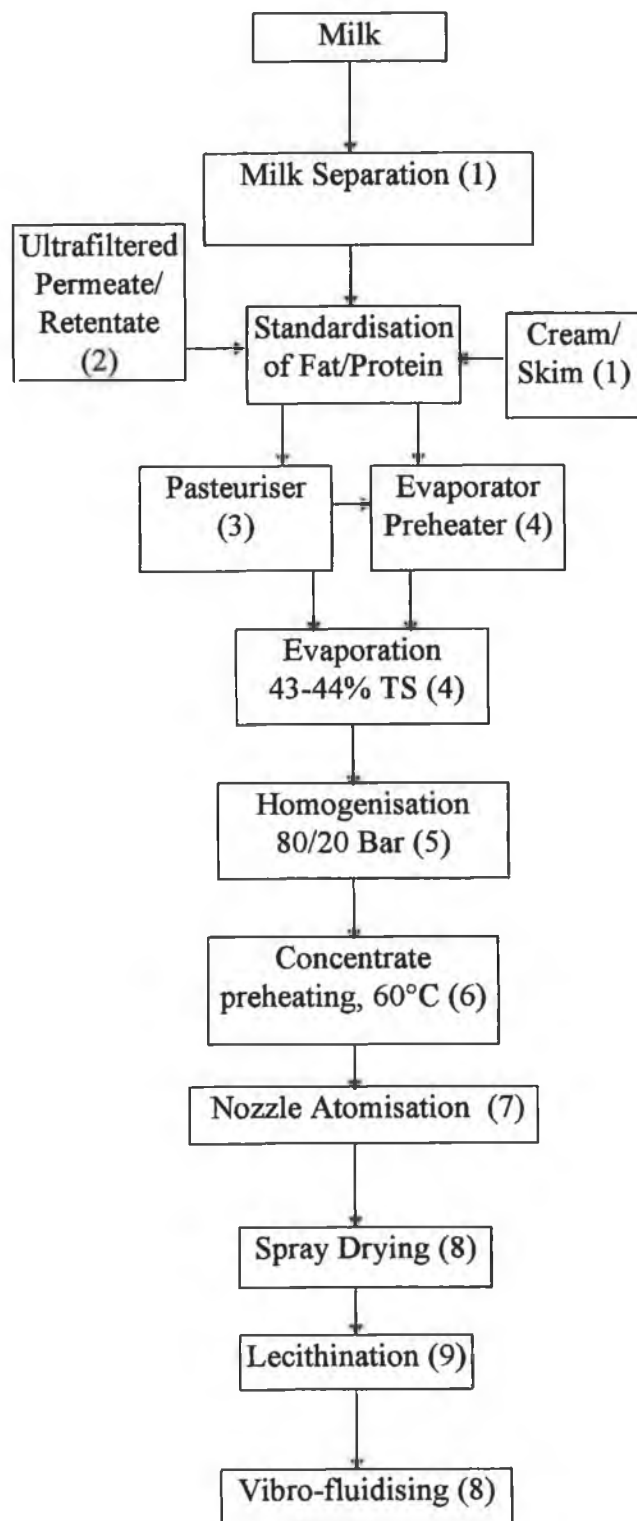 Milk
Milk Separation (1)
Ultrafiltered
Permeate/
Retentate
(2)
Standardisation
of Fat/Protein
Cream/
Skim (1)
Pasteuriser
(3)
Evaporator
Preheater (4)
Evaporation
43-44% TS (4)
Homogenisation
80/20 Bar (5)
Concentrate
preheating, 60°C (6)
Nozzle Atomisation (7)
Spray Drying (8)
Lecithination (9)
Vibro-fluidising (8)